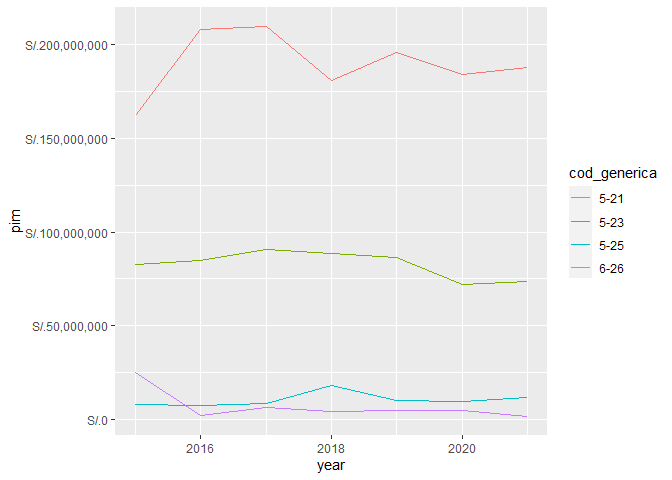 S/.200,000,000
S/.150,000,000
S/.100,000,000
S/.50,000,000
S/.0
pim
2016
2018
2020
year
cod_generica
5-21
5-23
5-25
6-26